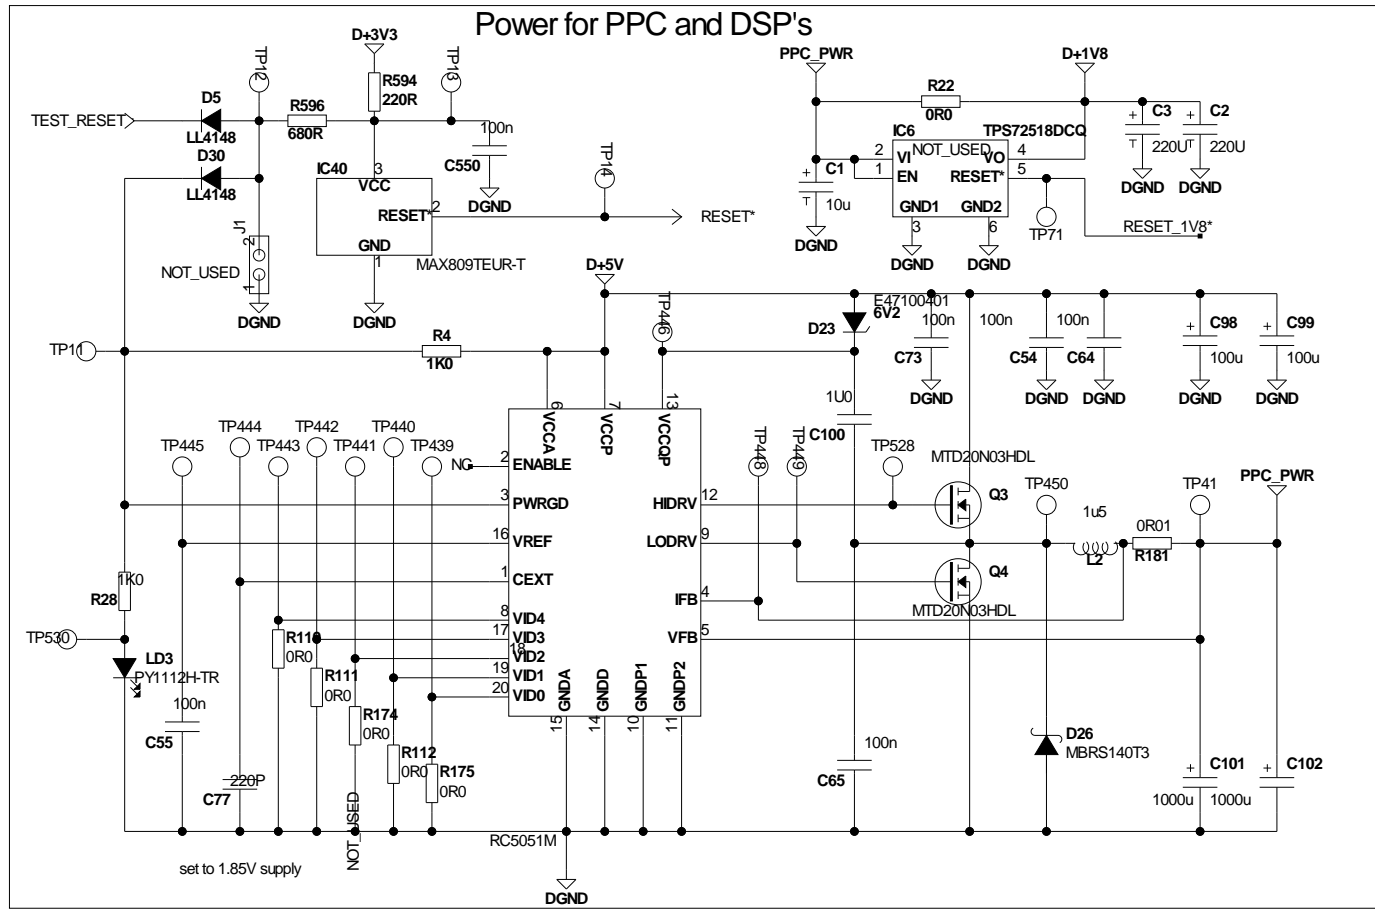 Power for PPC and DSP's
D+3V3
TP12
TP13
R594
220R
D5
LL4148
TEST_RESET
R596
680R
D30
LL4148
100n
C550
DGND
IC40
3
VCC
RESET*
2
GND
1
MAX809TEUR-T
DGND
TP14
RESET*
J1
2
1
NOT_USED
DGND
PPC_PWR
D+1V8
R22
0R0
IC6
TPS72518DCQ
NOT_USED
2
VI
VO
4
1
EN
RESET*
5
GND1
GND2
3
6
C1
10u
DGND
DGND
DGND
C3
220U
DGND
C2
220U
DGND
TP71
RESET_1V8*
D+5V
TP446
E47100401
6V2
D23
100n
C73
DGND
100n
C54
DGND
100n
C64
DGND
C98
100u
DGND
C99
100u
DGND
TP11
R4
1K0
1U0
C100
6
7
13
VCCA
VCCP
VCCQP
TP445
TP444
TP443
TP442
TP441
TP440
TP439
NC
2
ENABLE
3
PWRGD
16
VREF
1
CEXT
8
VID4
17
VID3
18
VID2
19
VID1
20
VID0
HIDRV
12
LODRV
9
IFB
4
VFB
5
GNDA
GNDD
GNDP1
GNDP2
15
14
10
11
RC5051M
DGND
TP448
TP449
TP528
MTD20N03HDL
Q3
Q4
MTD20N03HDL
TP450
1u5
L2
0R01
R181
TP41
PPC_PWR
1K0
R28
TP530
LD3
PY1112H-TR
100n
C55
220P
C77
0R0
R111
0R0
R174
0R0
R112
0R0
R175
0R0
NOT_USED
100n
C65
D26
MBRS140T3
C101
1000u
C102
1000u
set to 1.85V supply